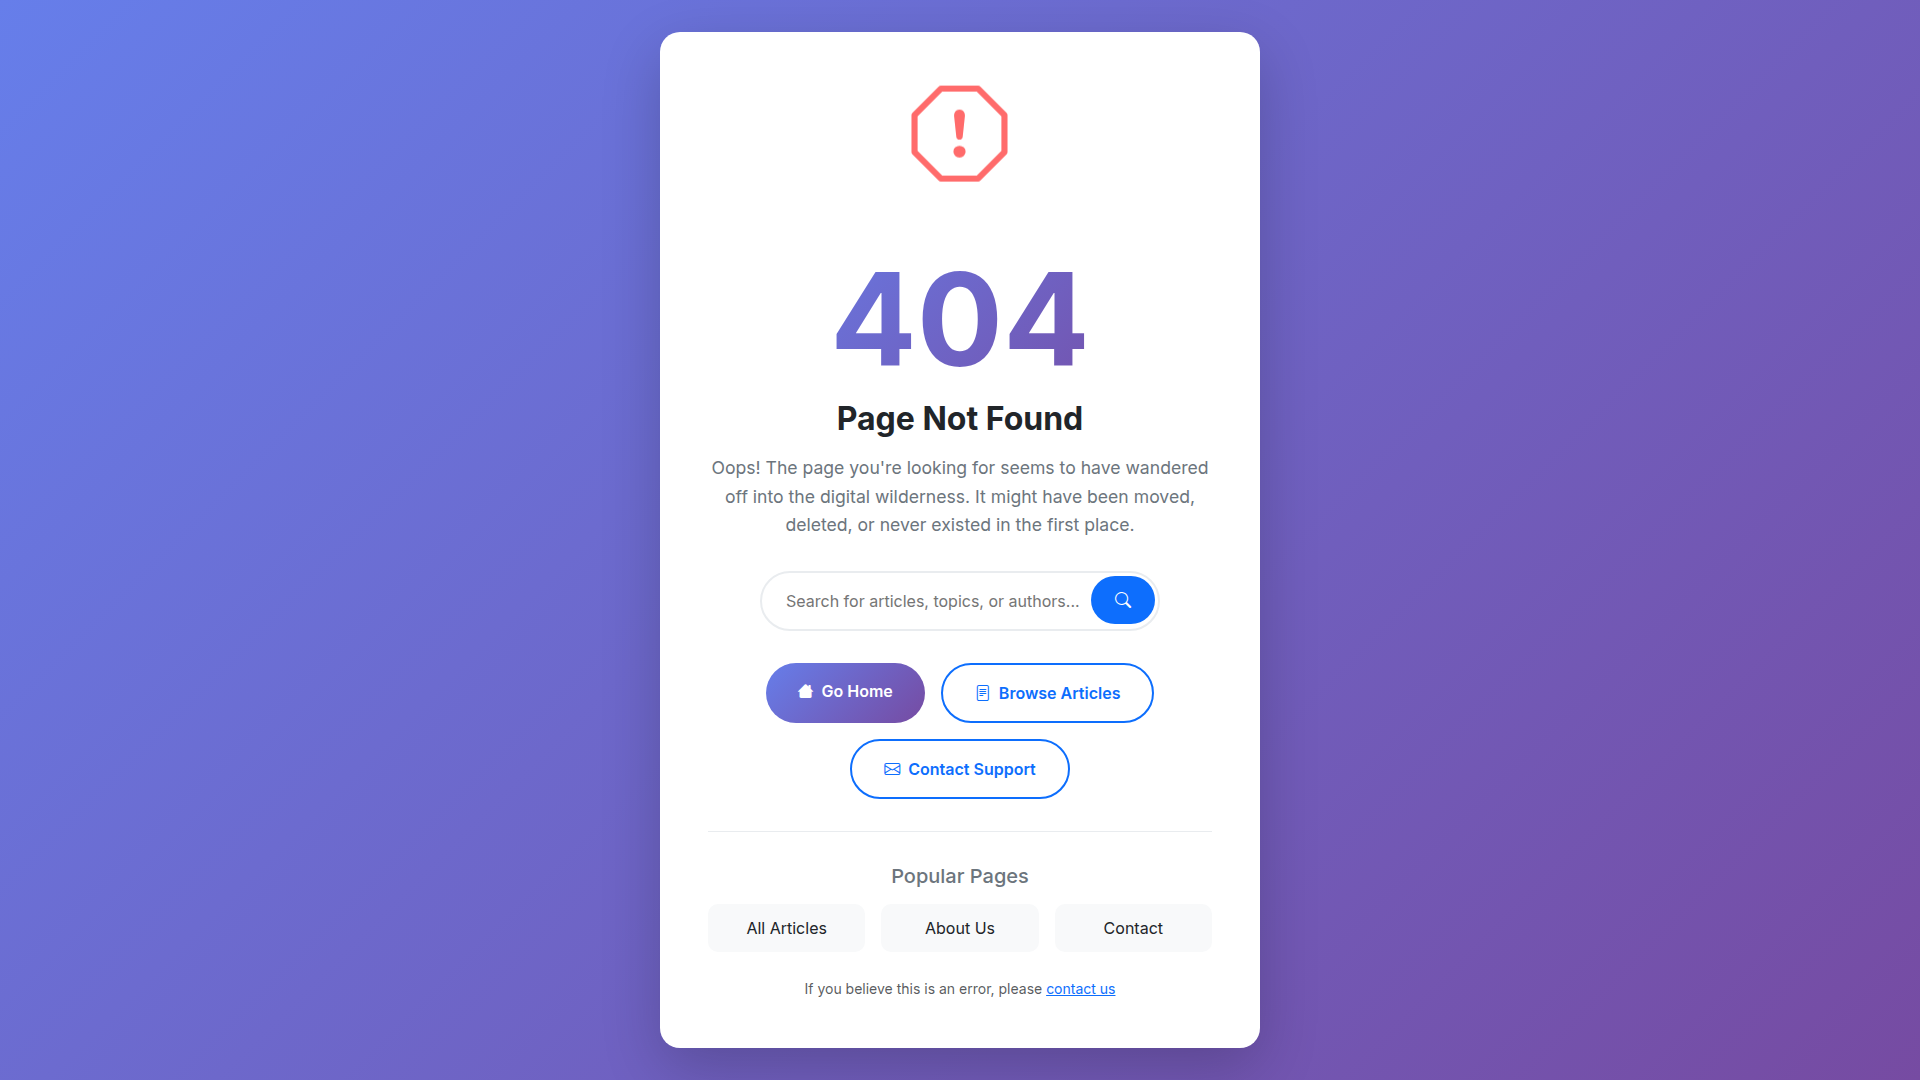 404
Page Not Found
Oops! The page you're looking for seems to have wandered
off into the digital wilderness. It might have been moved,
deleted, or never existed in the first place.
Search for articles, topics, or authors...
Go Home
Browse Articles
Contact Support
Popular Pages
All Articles
About Us
Contact
If you believe this is an error, please contact us